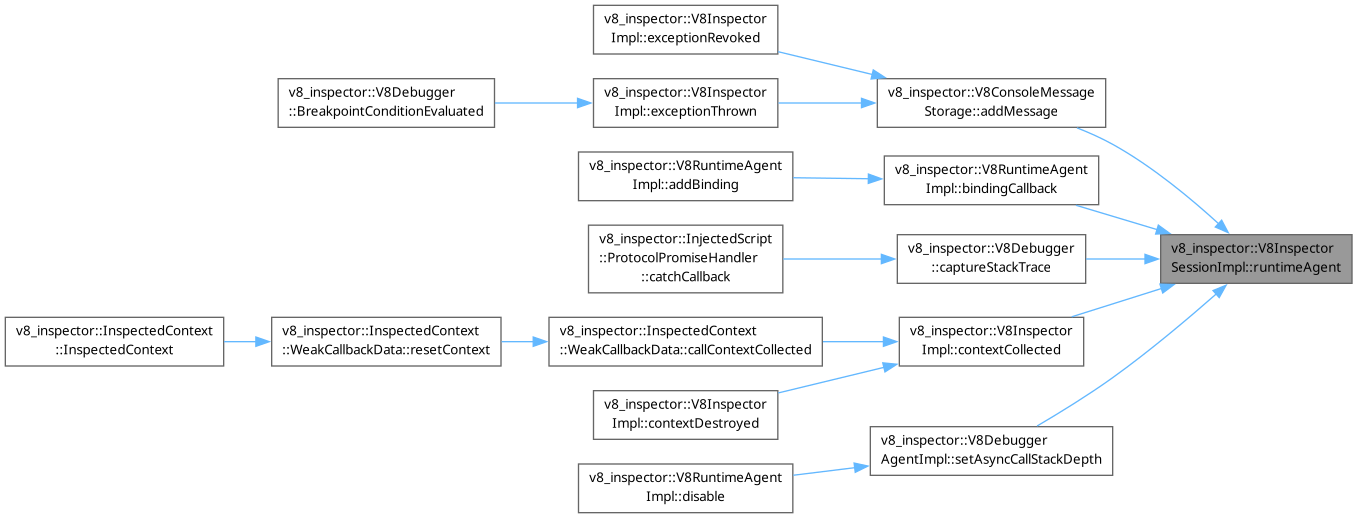 v8_inspector::V8Inspector
Impl::exceptionRevoked
v8_inspector::V8Debugger
::BreakpointConditionEvaluated
v8_inspector::V8Inspector
Impl::exceptionThrown
v8_inspector::V8ConsoleMessage
Storage::addMessage
v8_inspector::V8RuntimeAgent
Impl::addBinding
v8_inspector::V8RuntimeAgent
Impl::bindingCallback
v8_inspector::InjectedScript
::ProtocolPromiseHandler
::catchCallback
v8_inspector::V8Debugger
::captureStackTrace
v8_inspector::V8Inspector
SessionImpl::runtimeAgent
v8_inspector::InspectedContext
::InspectedContext
v8_inspector::InspectedContext
::WeakCallbackData::resetContext
v8_inspector::InspectedContext
::WeakCallbackData::callContextCollected
v8_inspector::V8Inspector
Impl::contextCollected
v8_inspector::V8Inspector
Impl::contextDestroyed
v8_inspector::V8Debugger
AgentImpl::setAsyncCallStackDepth
v8_inspector::V8RuntimeAgent
Impl::disable